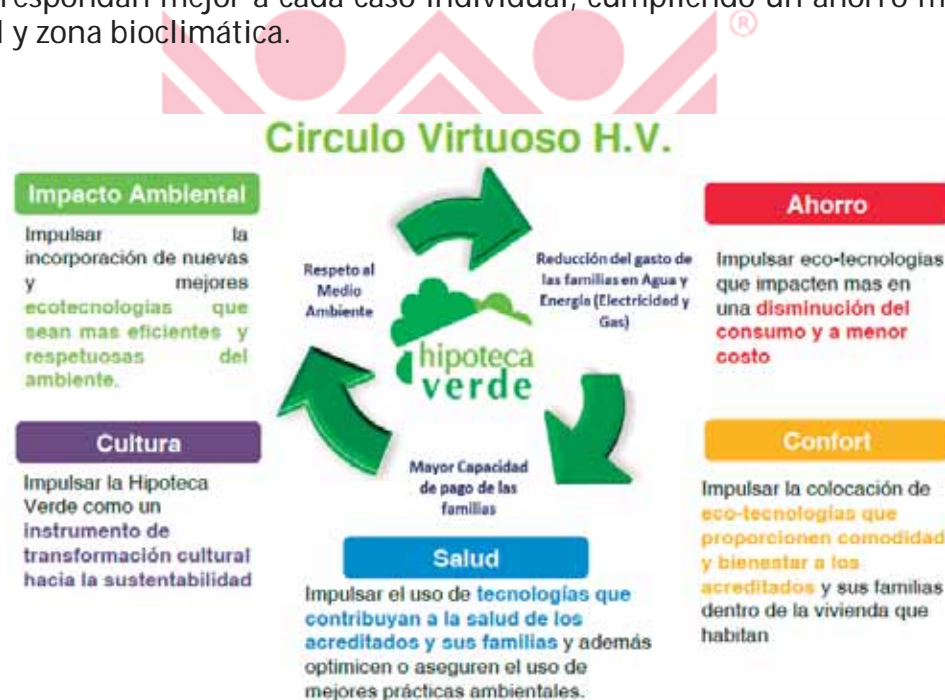 respondan mejor a cada caso individual, cumpliendo un ahorro
y zona bioclimática.
®
Circulo Virtuoso H.V.
Impacto Ambiental
Impulsar la
incorporación de nuevas
y mejores
ecotecnologías que
sean mas eficientes y
respetuosas del
ambiente.
Cultura
Impulsar la Hipoteca
Verde como un
instrumento de
transformación cultural
hacia la sustentabilidad
Respeto al
Medio
Ambiente
Reducción del gasto de
las familias en Agua y
Energía (Electricidad y
Gas)
hipoteca
verde
Mayor Capacidad
de pago de las
familias
Salud
Impulsar el uso de tecnologías que
contribuyan a la salud de los
acreditados y sus familias y además
optimicen o aseguren el uso de
mejores prácticas ambientales.
Ahorro
Impulsar eco-tecnologías
que impacten mas en
una disminución del
consumo y a menor
costo
Confort
Impulsar la colocación de
eco-tecnologías que
proporcionen comodidad
y bienestar a los
acreditados y sus familias
dentro de la vivienda que
habitan